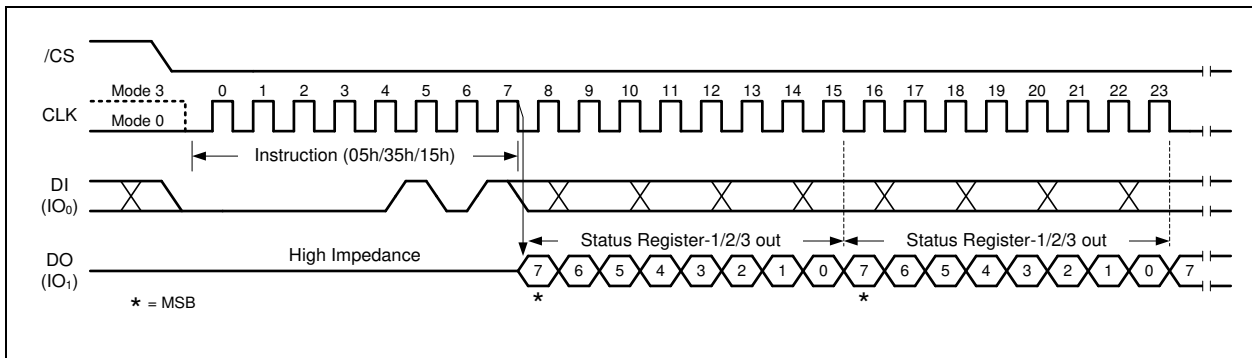 /CS
Mode 3 0 1 2 3 4 5 6 7 8 9 10 11 12 13 14 15 16 17 18 19 20 21 22 23
CLK
Mode 0
Instruction (05h/35h/15h)
DI
(IO₀)
Status Register-1/2/3 out Status Register-1/2/3 out
High Impedance
DO
(IO₁)
7 6 5 4 3 2 1 0 7 6 5 4 3 2 1 0 7
* *
* = MSB